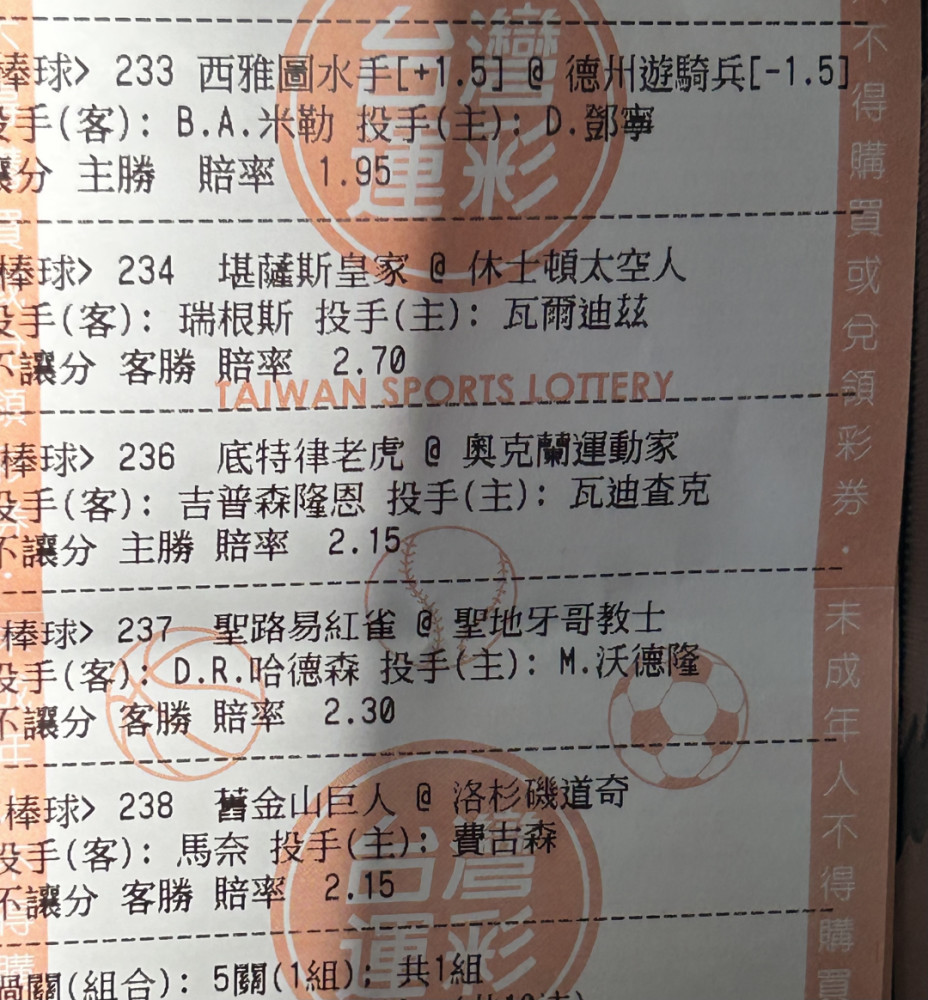 棒球> 233 西雅圖水手[+1.5] @ 德州遊騎兵[-1.5]
投手(客): B.A.米勒 投手(主): D.鄧寧
讓分 主勝 賠率 1.95
棒球> 234 堪薩斯皇家 @ 休士頓太空人
投手(客): 瑞根斯 投手(主): 瓦爾迪茲
不讓分 客勝 賠率 2.70
TAIWAN SPORTS LOTTERY
棒球> 236 底特律老虎 @ 奧克蘭運動家
投手(客): 吉普森隆恩 投手(主): 瓦迪查克
不讓分 主勝 賠率 2.15
棒球> 237 聖路易紅雀 @ 聖地牙哥教士
投手(客): D.R.哈德森 投手(主): M.沃德隆
不讓分 客勝 賠率 2.30
棒球> 238 舊金山巨人 @ 洛杉磯道奇
投手(客): 馬奈 投手(主): 費古森
不讓分 客勝 賠率 2.15
過關(組合): 5關(1組); 共1組
台灣運彩
台灣運彩
不得購買或兌領彩券．未成年人不得購買